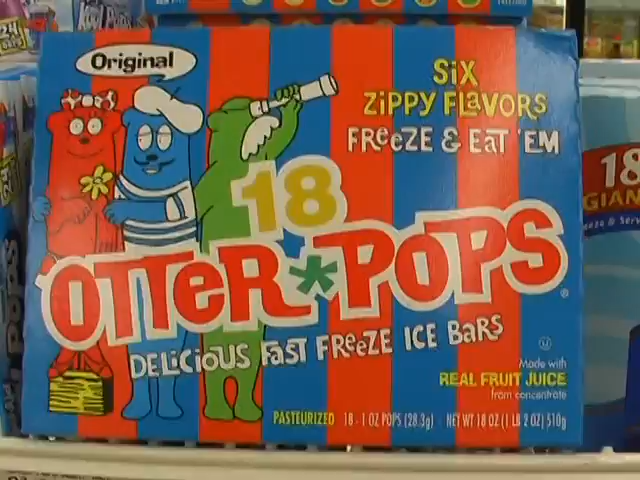 Original
SiX
ZiPPY FLaVORS
FReeZE & EaT 'EM
18
OTTeR*POPS
DELiCiOUS FaST FReeZE ICE BaRS
Made with
REAL FRUIT JUICE
from concentrate
PASTEURIZED 18 - 1 OZ POPS (28.3g) NET WT 18 OZ (1 LB 2 OZ) 510g
18
GIAN